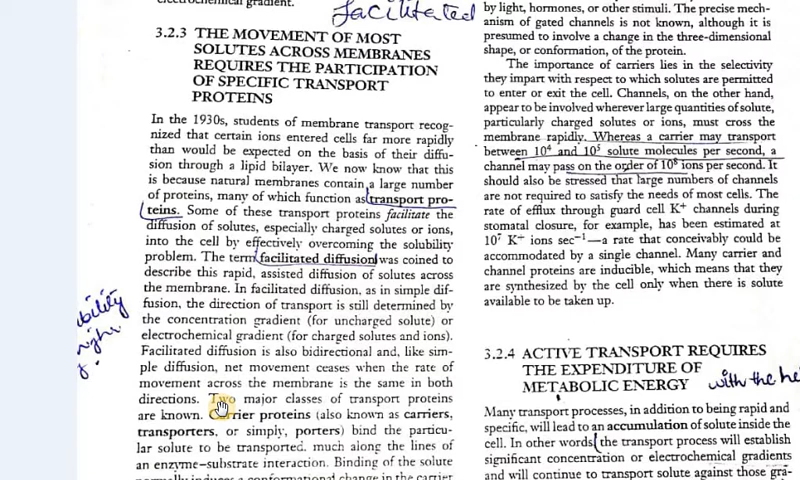 facilitated
3.2.3 THE MOVEMENT OF MOST
SOLUTES ACROSS MEMBRANES
REQUIRES THE PARTICIPATION
OF SPECIFIC TRANSPORT
PROTEINS
In the 1930s, students of membrane transport recog-
nized that certain ions entered cells far more rapidly
than would be expected on the basis of their diffu-
sion through a lipid bilayer. We now know that this
is because natural membranes contain a large number
of proteins, many of which function as transport pro-
teins. Some of these transport proteins facilitate the
diffusion of solutes, especially charged solutes or ions,
into the cell by effectively overcoming the solubility
problem. The term facilitated diffusion was coined to
describe this rapid, assisted diffusion of solutes across
the membrane. In facilitated diffusion, as in simple dif-
fusion, the direction of transport is still determined by
the concentration gradient (for uncharged solute) or
electrochemical gradient (for charged solutes and ions).
Facilitated diffusion is also bidirectional and, like sim-
ple diffusion, net movement ceases when the rate of
movement across the membrane is the same in both
directions. Two major classes of transport proteins
are known. Carrier proteins (also known as carriers,
transporters, or simply, porters) bind the particu-
lar solute to be transported, much along the lines of
an enzyme–substrate interaction. Binding of the solute
by light, hormones, or other stimuli. The precise mech-
anism of gated channels is not known, although it is
presumed to involve a change in the three-dimensional
shape, or conformation, of the protein.
The importance of carriers lies in the selectivity
they impart with respect to which solutes are permitted
to enter or exit the cell. Channels, on the other hand,
appear to be involved wherever large quantities of solute,
particularly charged solutes or ions, must cross the
membrane rapidly. Whereas a carrier may transport
between 10⁴ and 10⁵ solute molecules per second, a
channel may pass on the order of 10⁸ ions per second. It
should also be stressed that large numbers of channels
are not required to satisfy the needs of most cells. The
rate of efflux through guard cell K⁺ channels during
stomatal closure, for example, has been estimated at
10⁷ K⁺ ions sec⁻¹—a rate that conceivably could be
accommodated by a single channel. Many carrier and
channel proteins are inducible, which means that they
are synthesized by the cell only when there is solute
available to be taken up.
3.2.4 ACTIVE TRANSPORT REQUIRES
THE EXPENDITURE OF
METABOLIC ENERGY
with the he
Many transport processes, in addition to being rapid and
specific, will lead to an accumulation of solute inside the
cell. In other words, the transport process will establish
significant concentration or electrochemical gradients
and will continue to transport solute against those gra-